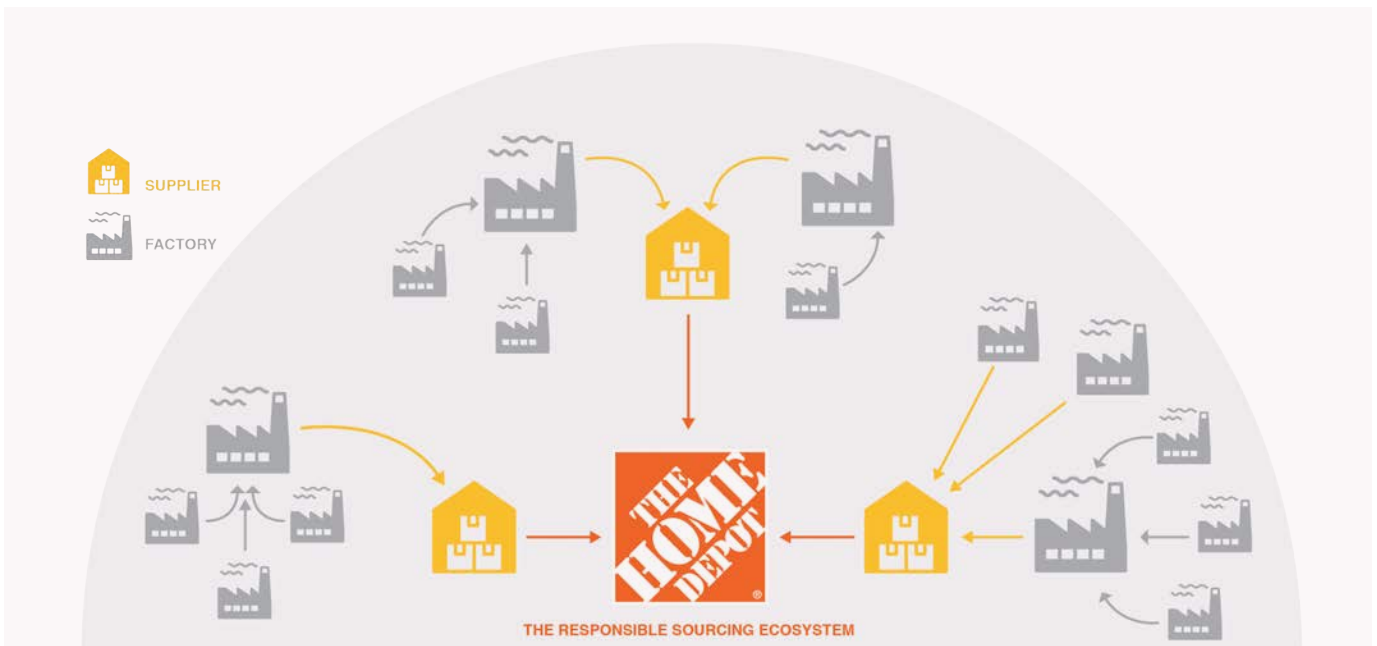 SUPPLIER
FACTORY
THE
HOME
DEPOT
®
THE RESPONSIBLE SOURCING ECOSYSTEM